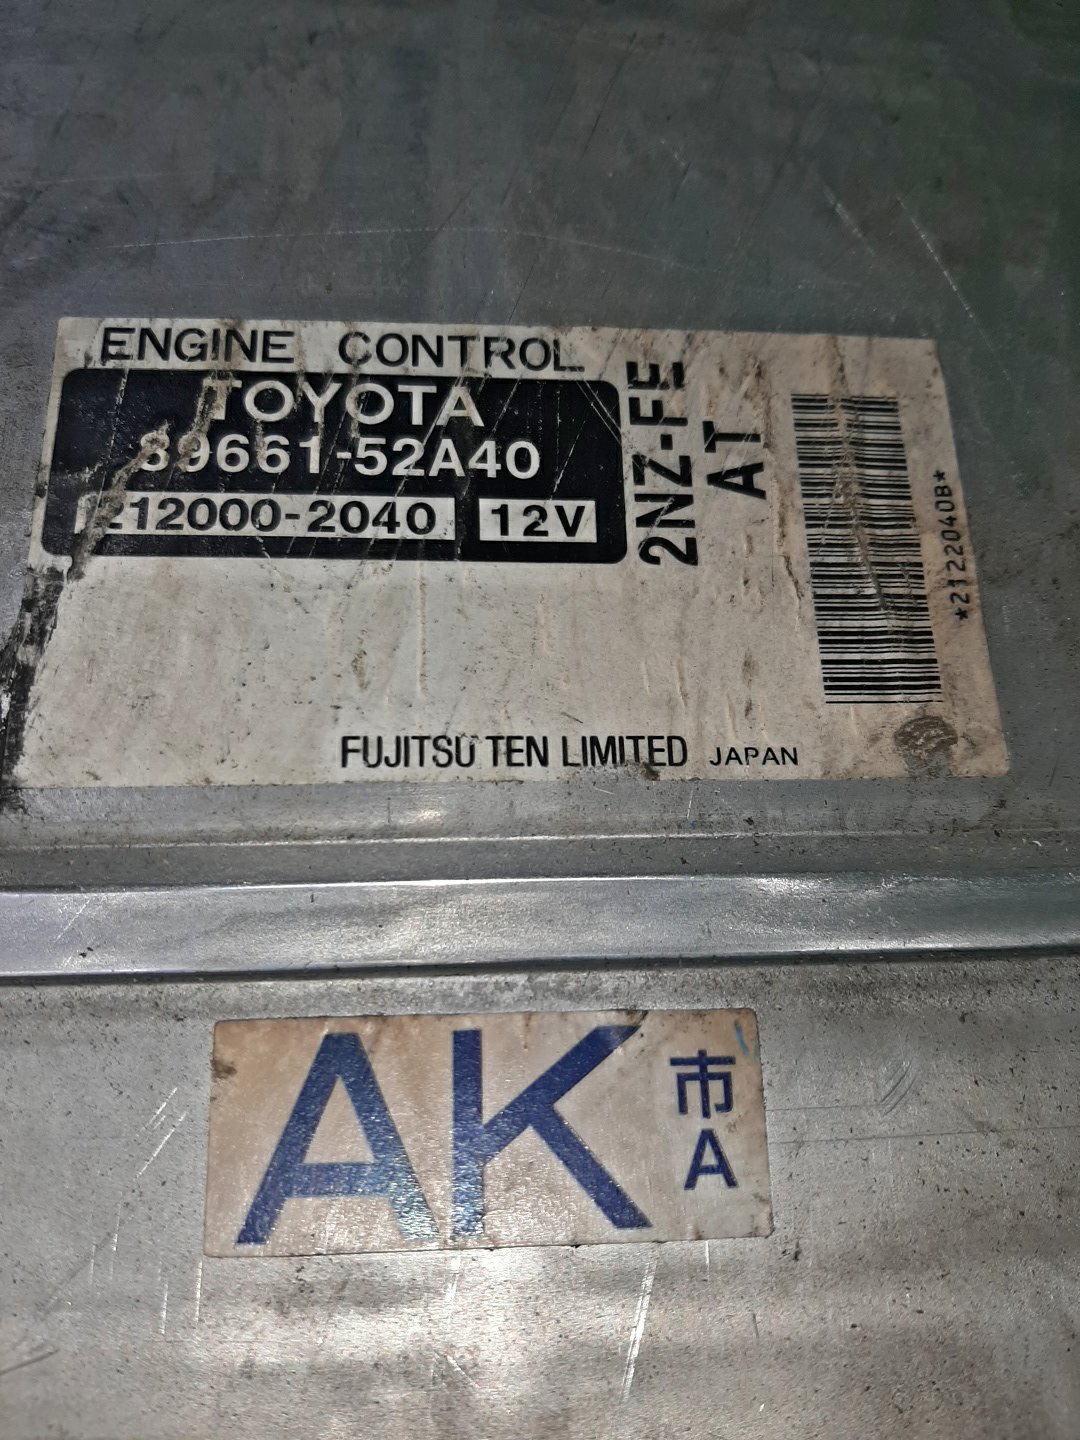 ENGINE CONTROL
TOYOTA
89661-52A40
212000-2040 12V
2NZ-FE
AT
*2122040B*
FUJITSU TEN LIMITED JAPAN
AK
市
A